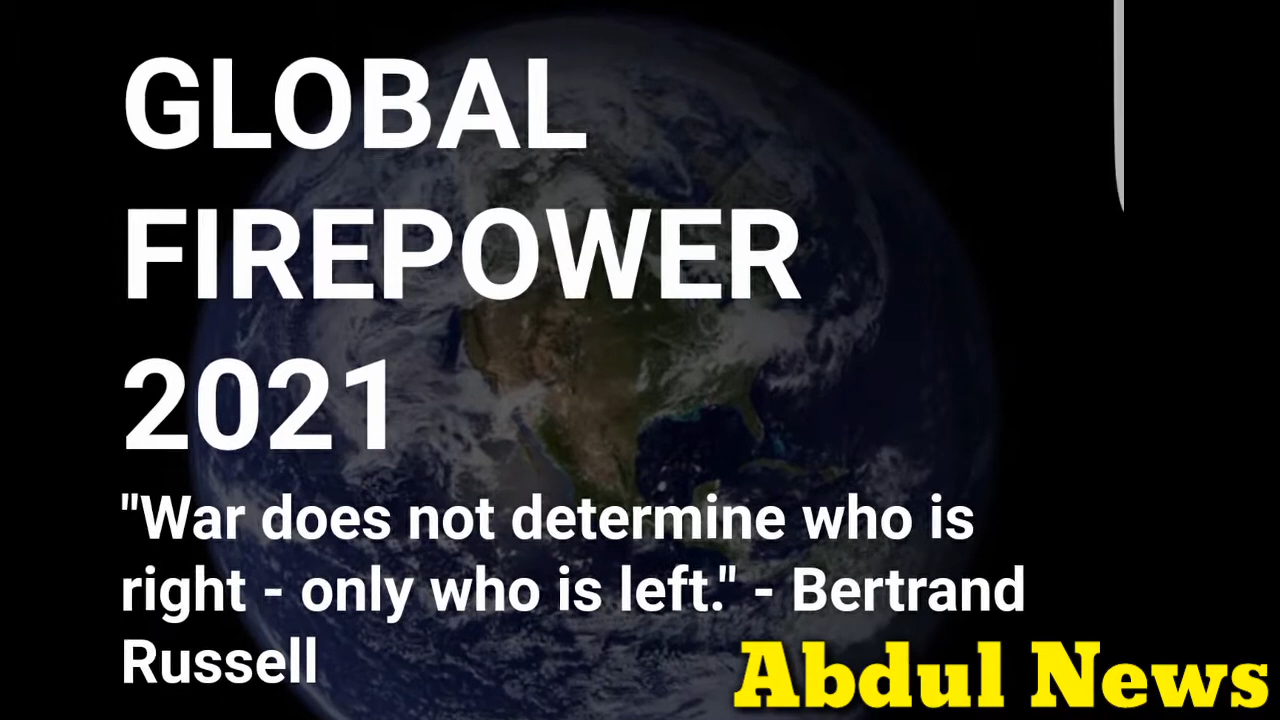 GLOBAL
FIREPOWER
2021
"War does not determine who is
right - only who is left." - Bertrand
Russell
Abdul News